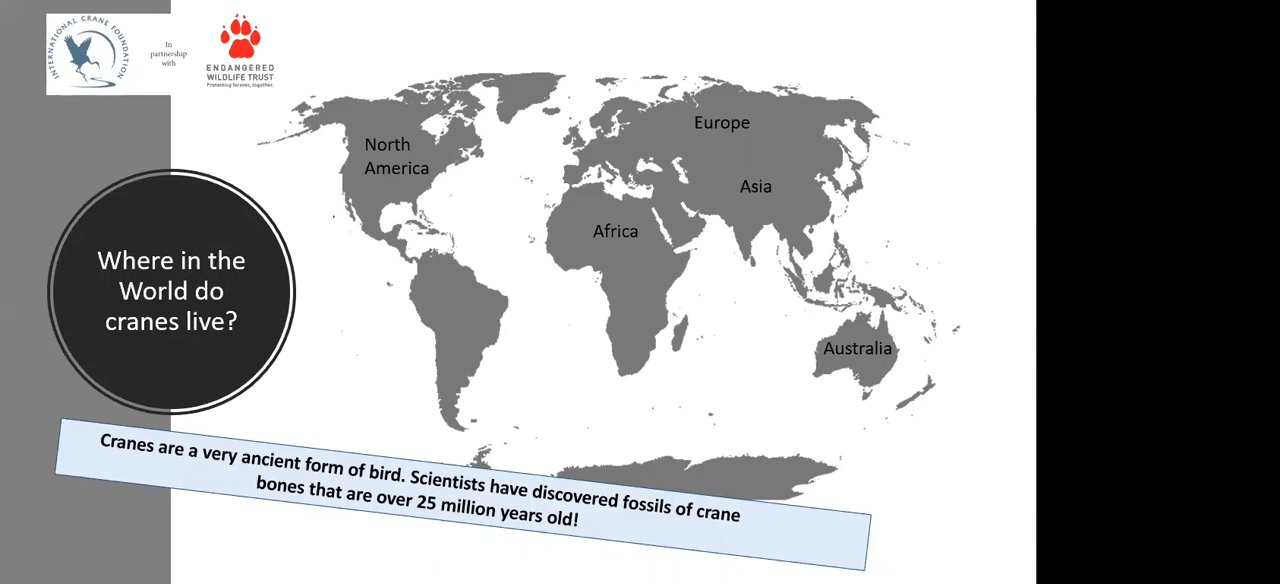 INTERNATIONAL CRANE FOUNDATION
In
partnership
with
ENDANGERED
WILDLIFE TRUST
Protecting forever, together.
Where in the
World do
cranes live?
North
America
Europe
Asia
Africa
Australia
Cranes are a very ancient form of bird. Scientists have discovered fossils of crane
bones that are over 25 million years old!